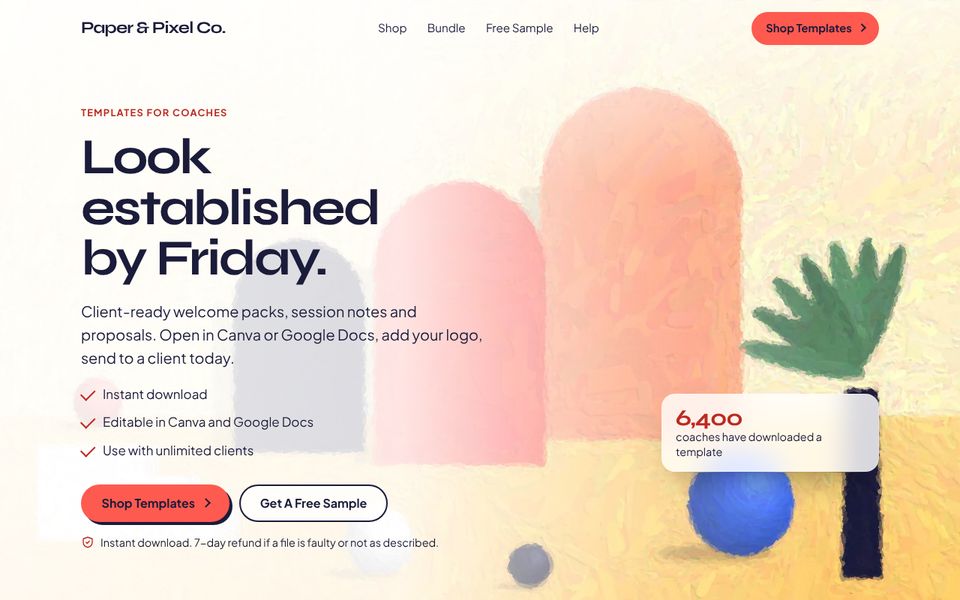 Paper & Pixel Co.
Shop
Bundle
Free Sample
Help
Shop Templates
TEMPLATES FOR COACHES
Look
established
by Friday.
Client-ready welcome packs, session notes and
proposals. Open in Canva or Google Docs, add your logo,
send to a client today.
Instant download
Editable in Canva and Google Docs
Use with unlimited clients
6,400
coaches have downloaded a
template
Shop Templates
Get A Free Sample
Instant download. 7-day refund if a file is faulty or not as described.